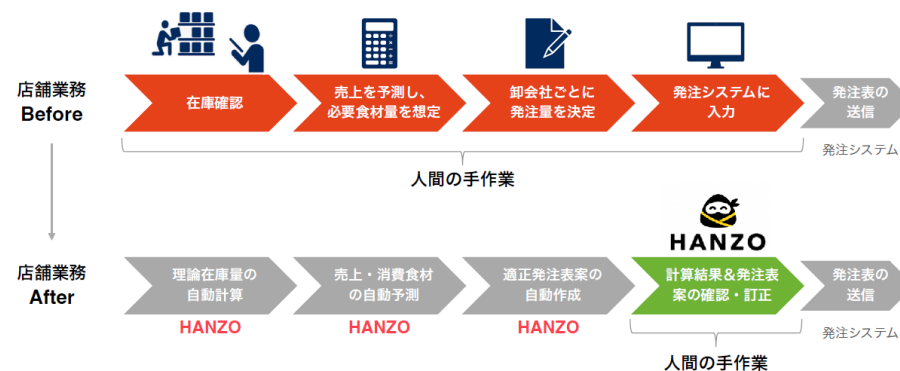 店舗業務
Before
在庫確認
売上を予測し、
必要食材量を想定
卸会社ごとに
発注量を決定
発注システムに
入力
発注表の
送信
発注システム
人間の手作業
HANZO
店舗業務
After
理論在庫量の
自動計算
HANZO
売上・消費食材
の自動予測
HANZO
適正発注表案の
自動作成
HANZO
計算結果&発注表
案の確認・訂正
発注表の
送信
発注システム
人間の手作業